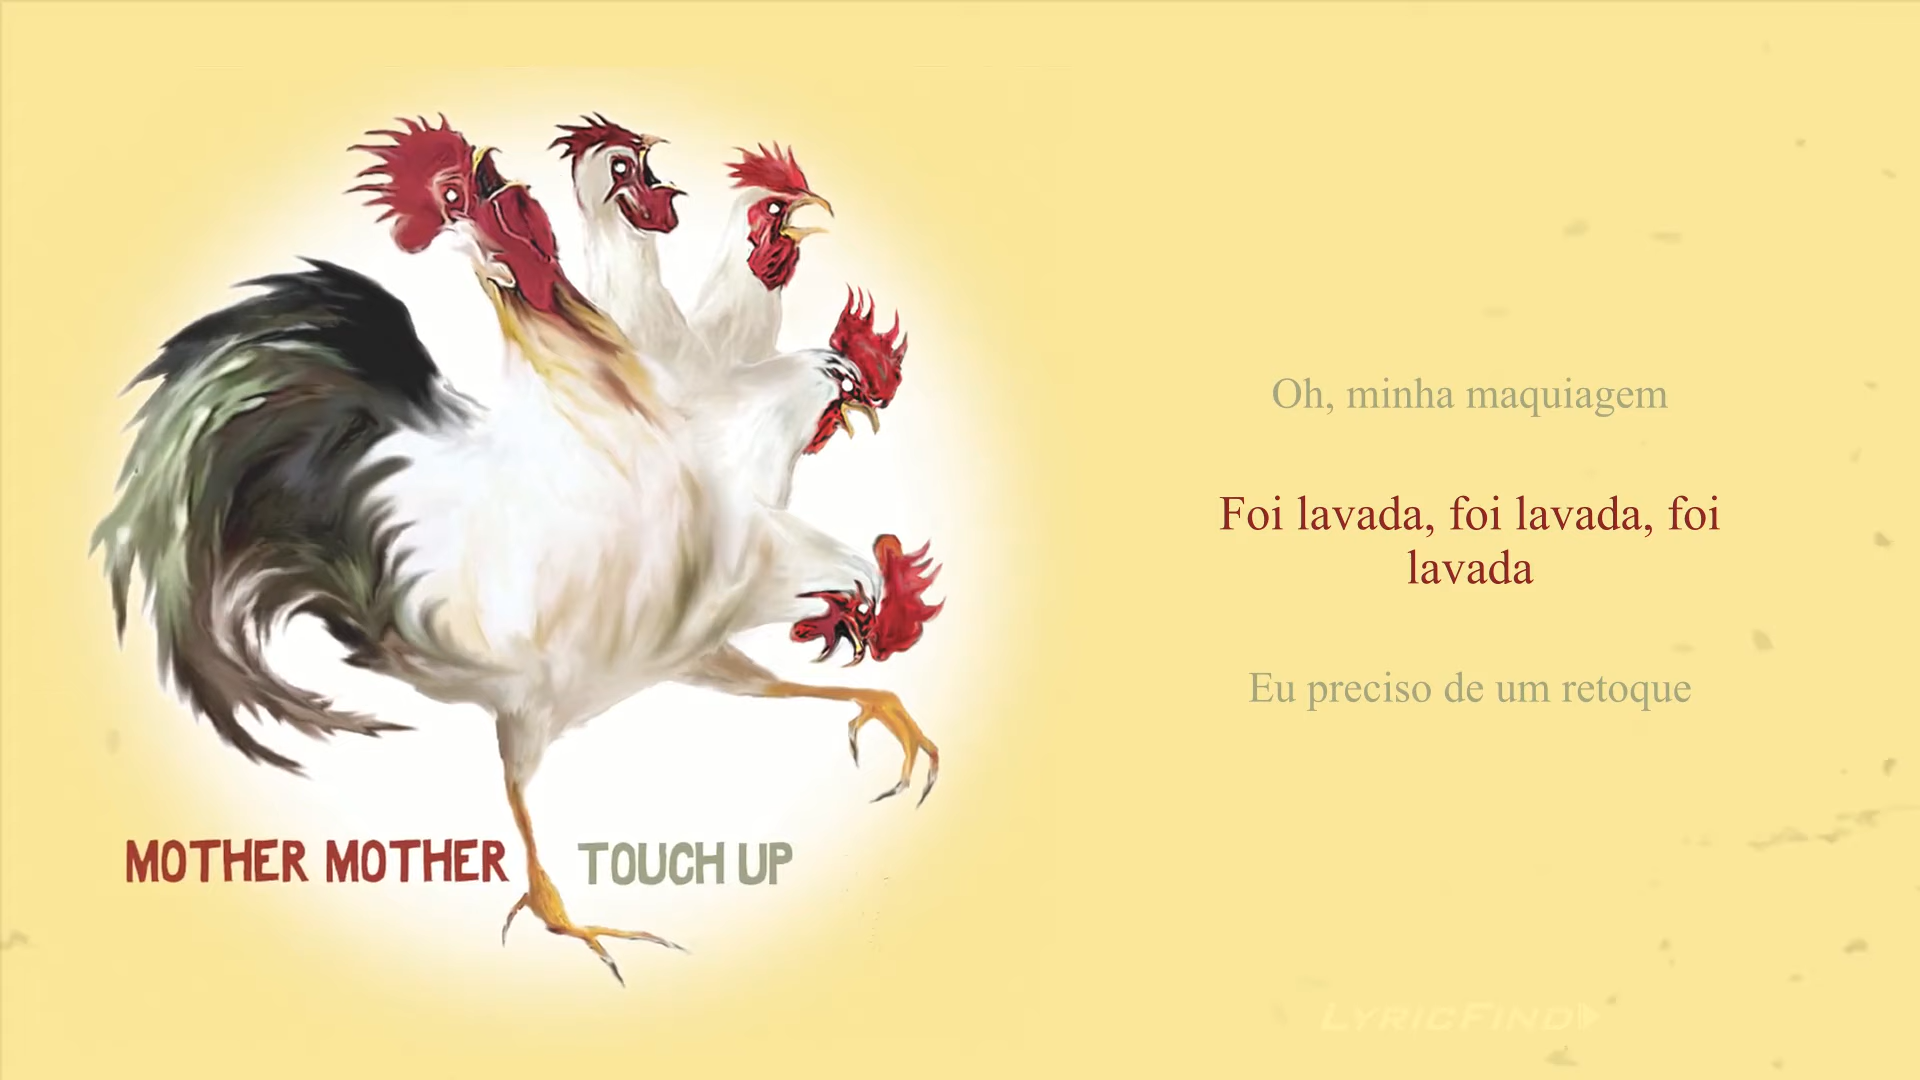 Oh, minha maquiagem
Foi lavada, foi lavada, foi
lavada
Eu preciso de um retoque
MOTHER MOTHER TOUCH UP
LYRICFIND